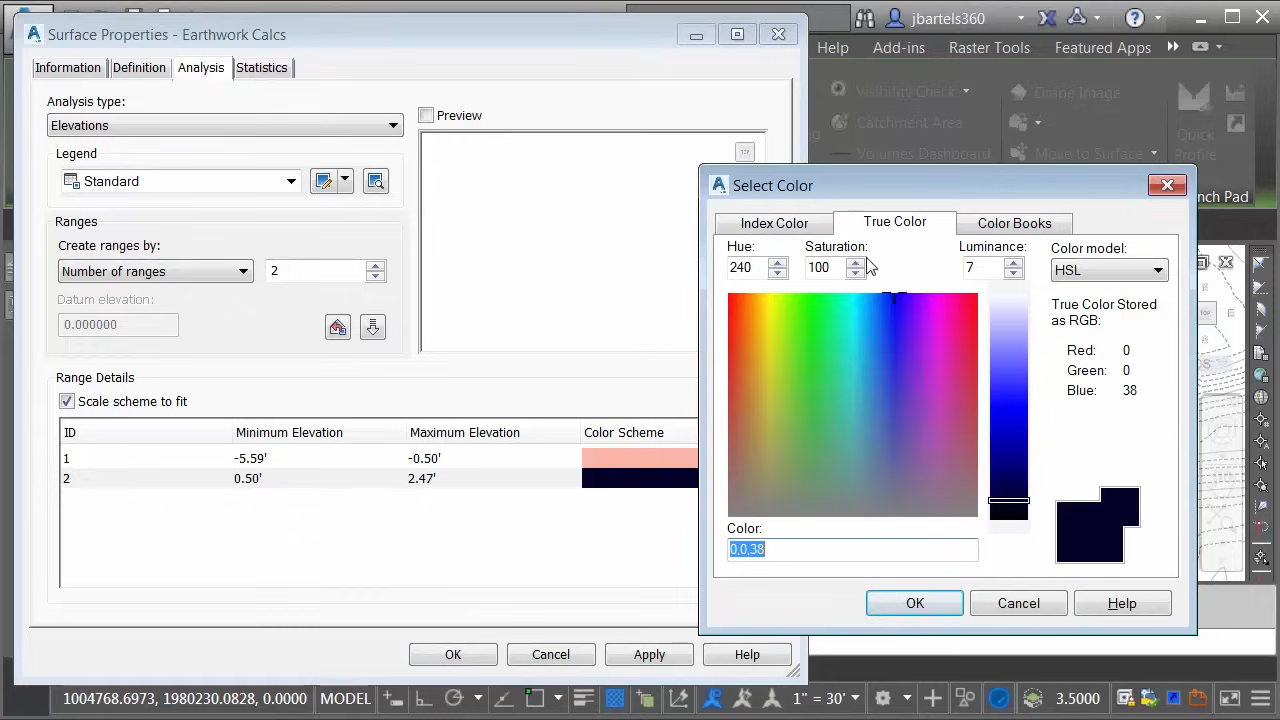 Surface Properties - Earthwork Calcs
jbartels360
Help
Add-ins
Raster Tools
Featured Apps
Information
Definition
Analysis
Statistics
Analysis type:
Elevations
Preview
Visibility Check
Drape Image
Catchment Area
Volumes Dashboard
Move to Surface
Quick
Profile
nch Pad
Legend
Standard
Ranges
Create ranges by:
Number of ranges
2
Datum elevation:
0.000000
Range Details
Scale scheme to fit
ID
Minimum Elevation
Maximum Elevation
Color Scheme
1
-5.59'
-0.50'
2
0.50'
2.47'
OK
Cancel
Apply
Help
Select Color
Index Color
True Color
Color Books
Hue:
Saturation:
Luminance:
Color model:
240
100
7
HSL
True Color Stored
as RGB:
Red: 0
Green: 0
Blue: 38
Color:
0,0,38
OK
Cancel
Help
1004768.6973, 1980230.0828, 0.0000
MODEL
1" = 30'
3.5000